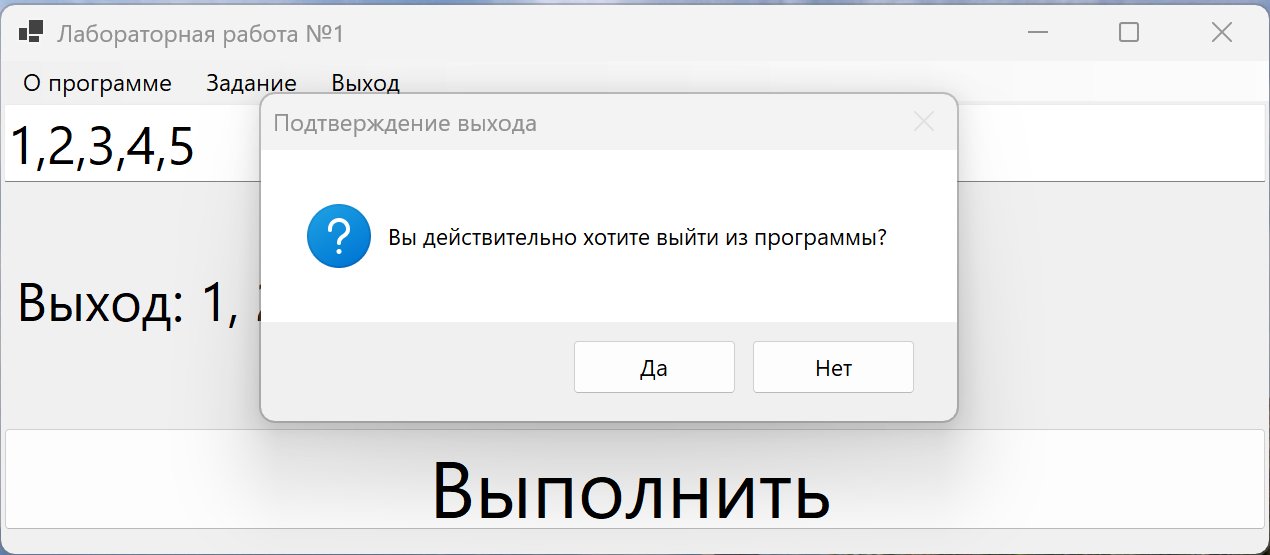 Лабораторная работа №1
О программе Задание Выход
1,2,3,4,5
Подтверждение выхода
Вы действительно хотите выйти из программы?
Выход: 1,
Да Нет
Выполнить